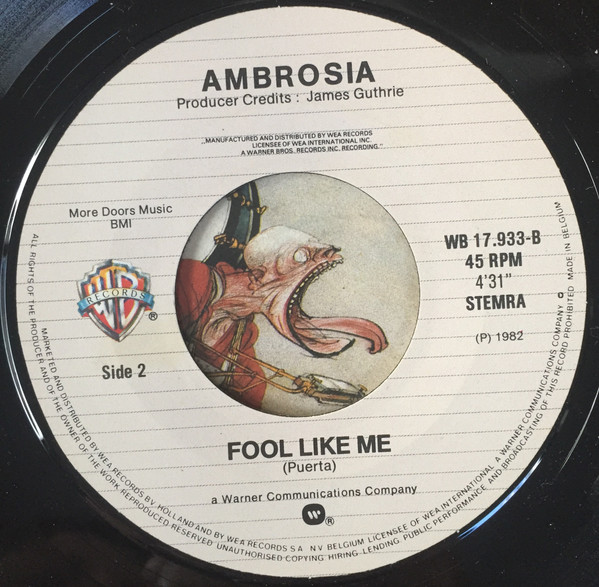 AMBROSIA
Producer Credits : James Guthrie
„MANUFACTURED AND DISTRIBUTED BY WEA RECORDS
LICENSEE OF WEA INTERNATIONAL INC.
A WARNER BROS. RECORDS INC. RECORDING.”
More Doors Music
BMI
WB RECORDS ®
Side 2
WB 17.933-B
45 RPM
4'31"
STEMRA
(P) 1982
FOOL LIKE ME
(Puerta)
a Warner Communications Company
W ®
ALL RIGHTS OF THE PRODUCER AND OF THE OWNER OF THE WORK REPRODUCED RESERVED UNAUTHORISED COPYING, HIRING, LENDING, PUBLIC PERFORMANCE AND BROADCASTING OF THIS RECORD PROHIBITED MADE IN BELGIUM
MARKETED AND DISTRIBUTED BY WEA RECORDS B.V. HOLLAND AND BY WEA RECORDS S.A. N.V. BELGIUM LICENSEE OF WEA INTERNATIONAL A WARNER COMMUNICATIONS COMPANY